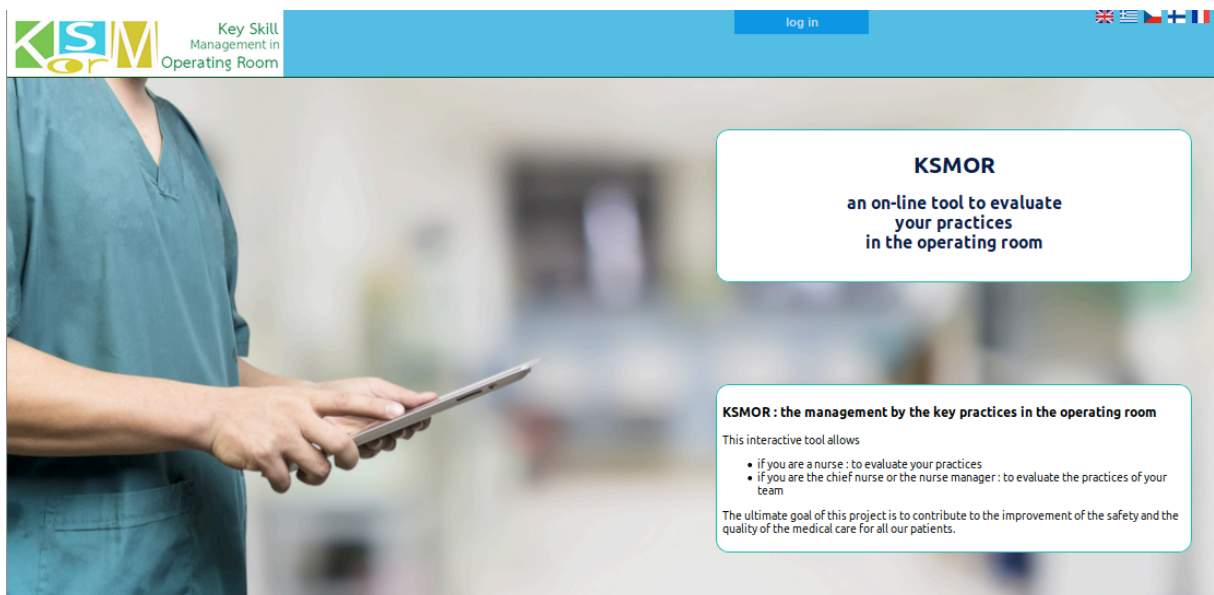 KSM
or
Key Skill
Management in
Operating Room
log in
KSMOR
an on-line tool to evaluate
your practices
in the operating room
KSMOR : the management by the key practices in the operating room
This interactive tool allows
• if you are a nurse : to evaluate your practices
• if you are the chief nurse or the nurse manager : to evaluate the practices of your
team
The ultimate goal of this project is to contribute to the improvement of the safety and the
quality of the medical care for all our patients.